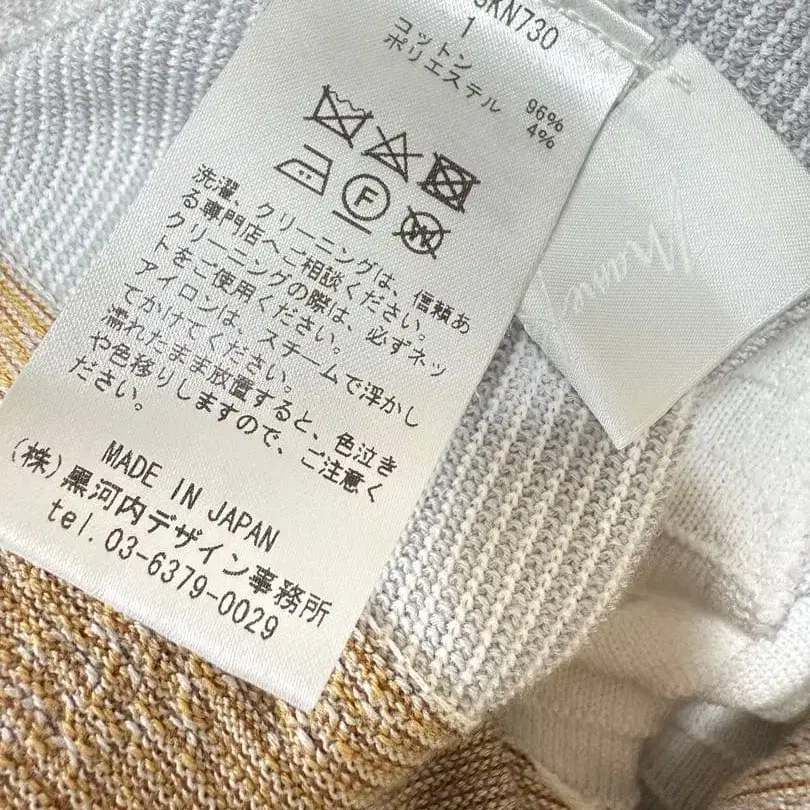 KN730
1
コットン 96%
ポリエステル 4%
F
W
洗濯、クリーニングは、信頼あ
る専門店へご相談ください。
クリーニングの際は、必ずネッ
トをご使用ください。
アイロンは、スチームで浮かし
てかけてください。
濡れたまま放置すると、色泣き
や色移りしますので、ご注意く
ださい。
MADE IN JAPAN
(株)黒河内デザイン事務所
tel. 03-6379-0029